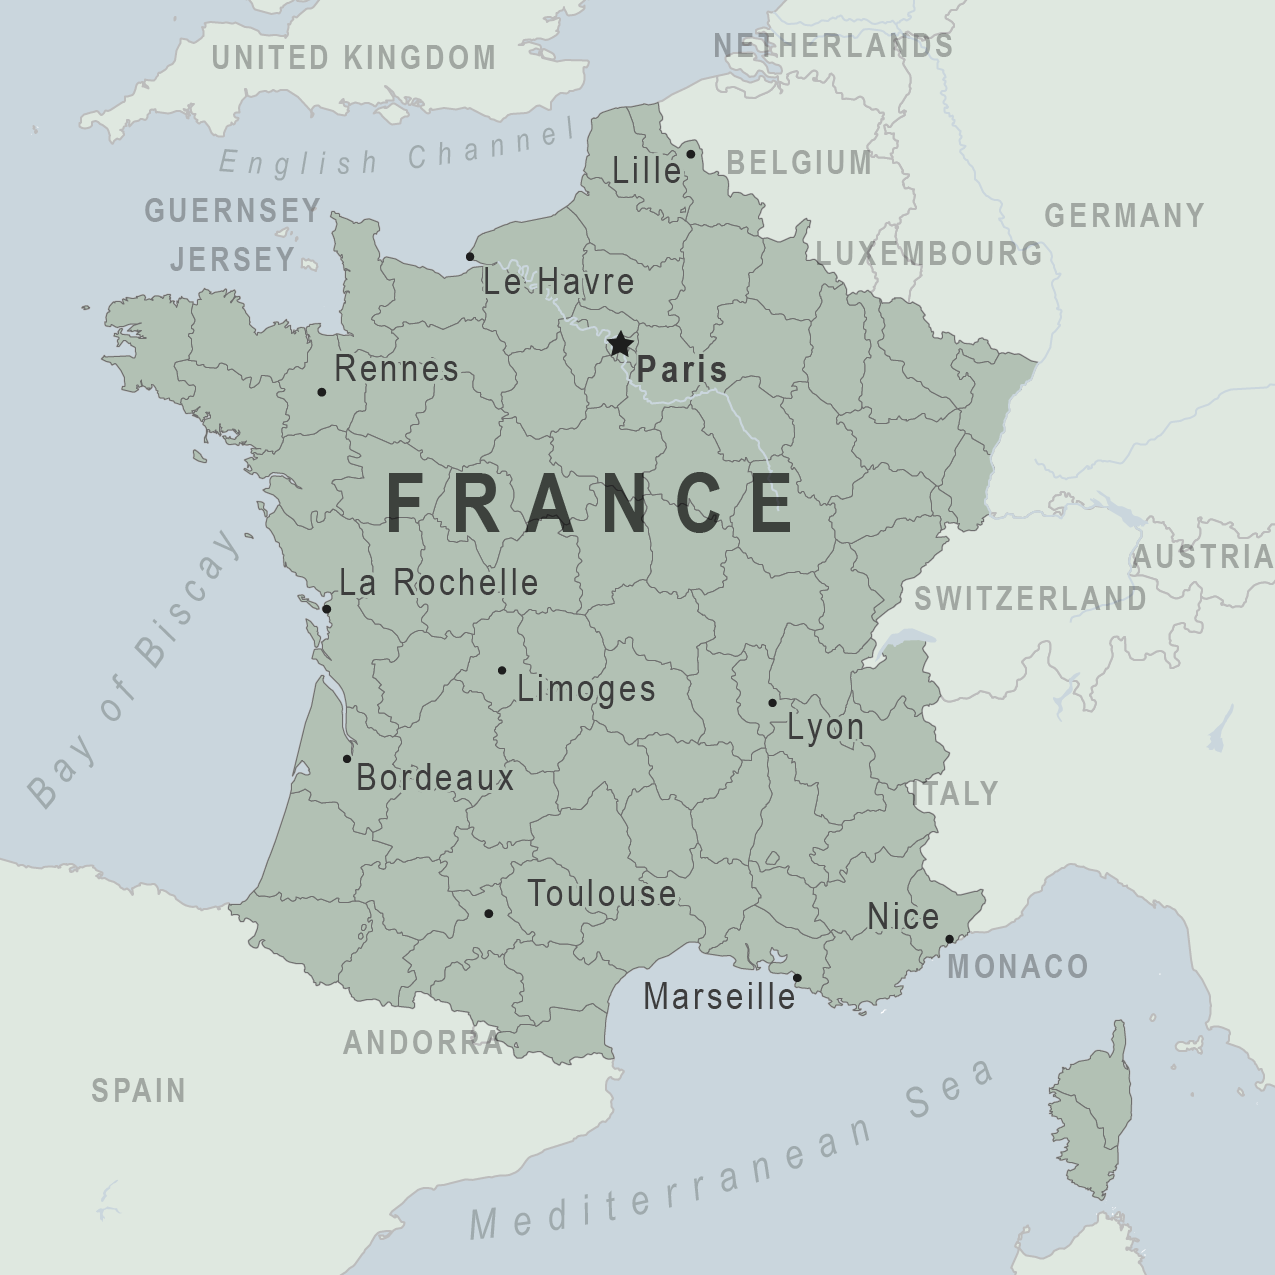 NETHERLANDS
UNITED KINGDOM
English Channel
Lille
BELGIUM
GUERNSEY
GERMANY
JERSEY
LUXEMBOURG
Le Havre
Rennes
Paris
FRANCE
Bay of Biscay
AUSTRIA
La Rochelle
SWITZERLAND
Limoges
Lyon
Bordeaux
ITALY
Toulouse
Nice
MONACO
Marseille
ANDORRA
SPAIN
Mediterranean Sea